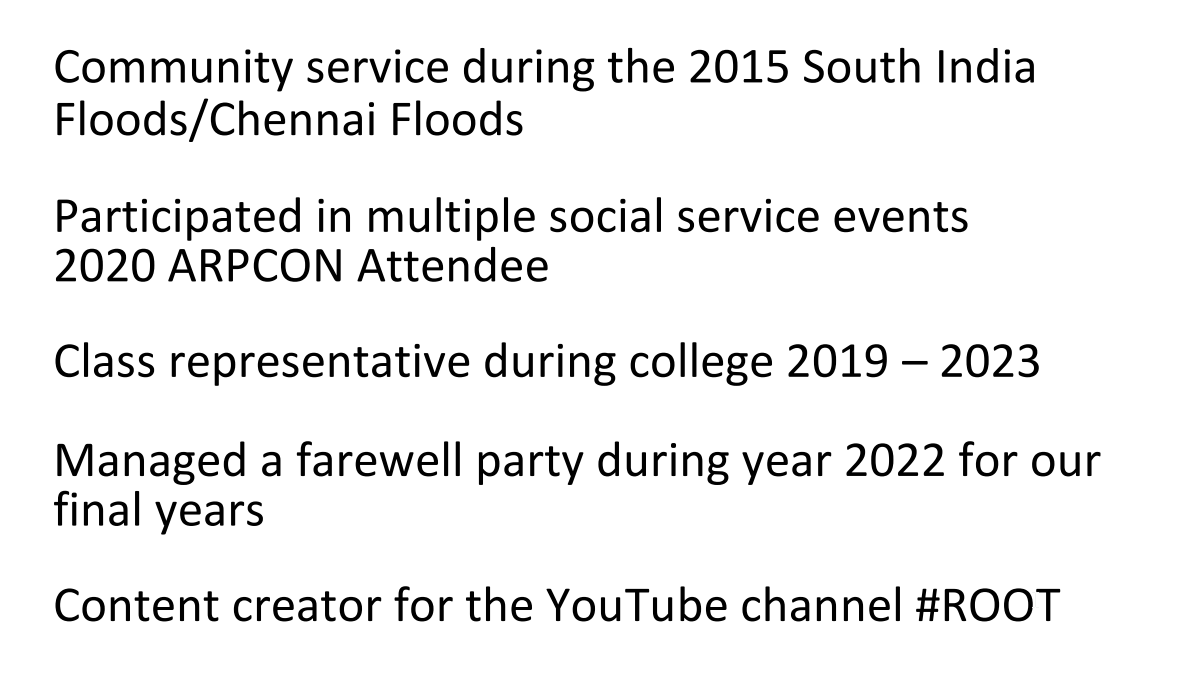 Community service during the 2015 South India
Floods/Chennai Floods
Participated in multiple social service events
2020 ARPCON Attendee
Class representative during college 2019 – 2023
Managed a farewell party during year 2022 for our
final years
Content creator for the YouTube channel #ROOT